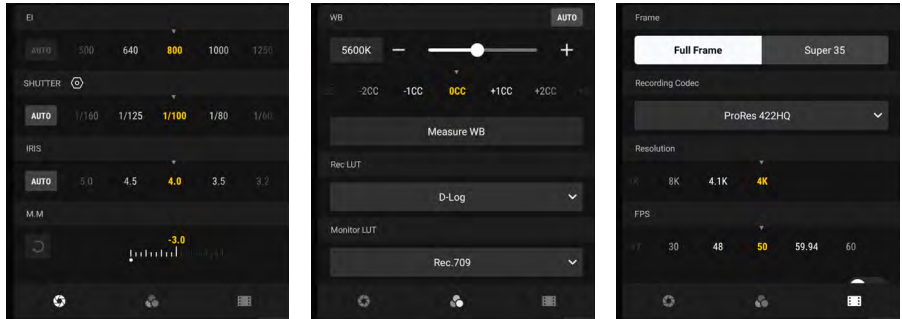 EI
AUTO 500 640 800 1000 1250
SHUTTER
AUTO 1/160 1/125 1/100 1/80 1/60
IRIS
AUTO 5.0 4.5 4.0 3.5 3.2
M.M
-3.0
WB AUTO
5600K
-2CC -1CC 0CC +1CC +2CC
Measure WB
Rec LUT
D-Log
Monitor LUT
Rec.709
Frame
Full Frame Super 35
Recording Codec
ProRes 422HQ
Resolution
8K 4.1K 4K
FPS
30 48 50 59.94 60